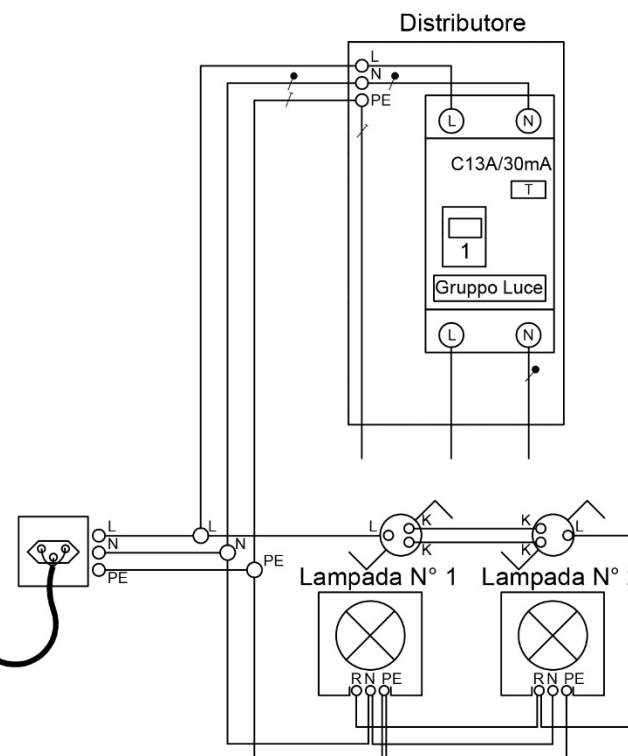 Distributore
L
N
PE
L N
C13A/30mA
T
1
Gruppo Luce
L N
L
N
PE
L
N
PE
L K K L
K K
Lampada N° 1 Lampada N°
R N PE R N PE